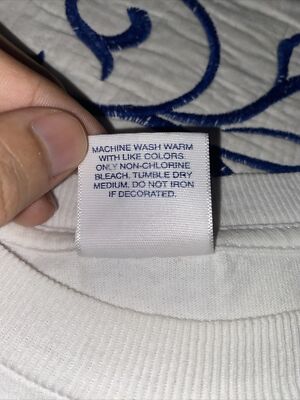 MACHINE WASH WARM
WITH LIKE COLORS.
ONLY NON-CHLORINE
BLEACH. TUMBLE DRY
MEDIUM. DO NOT IRON
IF DECORATED.